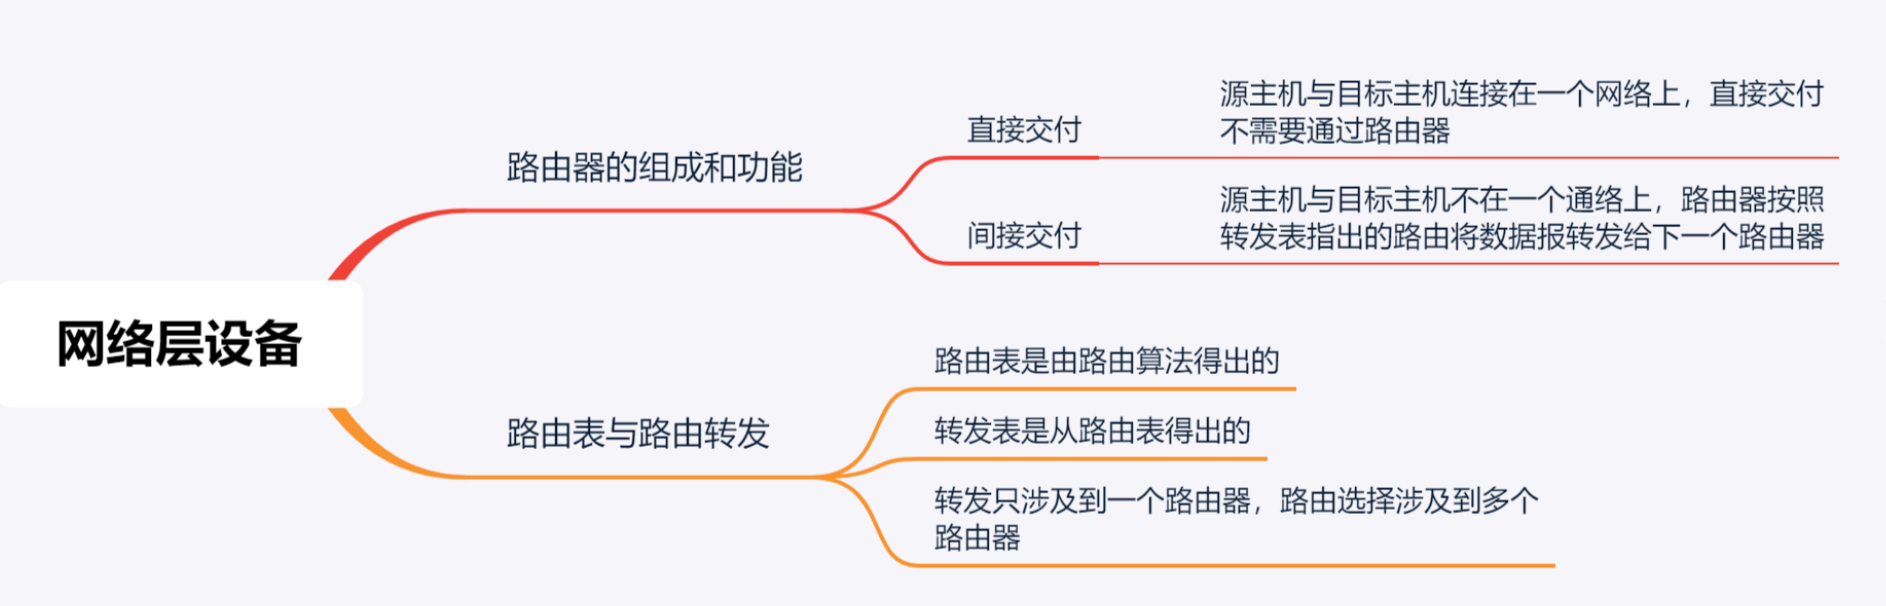 网络层设备
路由器的组成和功能
直接交付
源主机与目标主机连接在一个网络上，直接交付
不需要通过路由器
间接交付
源主机与目标主机不在一个通络上，路由器按照
转发表指出的路由将数据报转发给下一个路由器
路由表与路由转发
路由表是由路由算法得出的
转发表是从路由表得出的
转发只涉及到一个路由器，路由选择涉及到多个
路由器